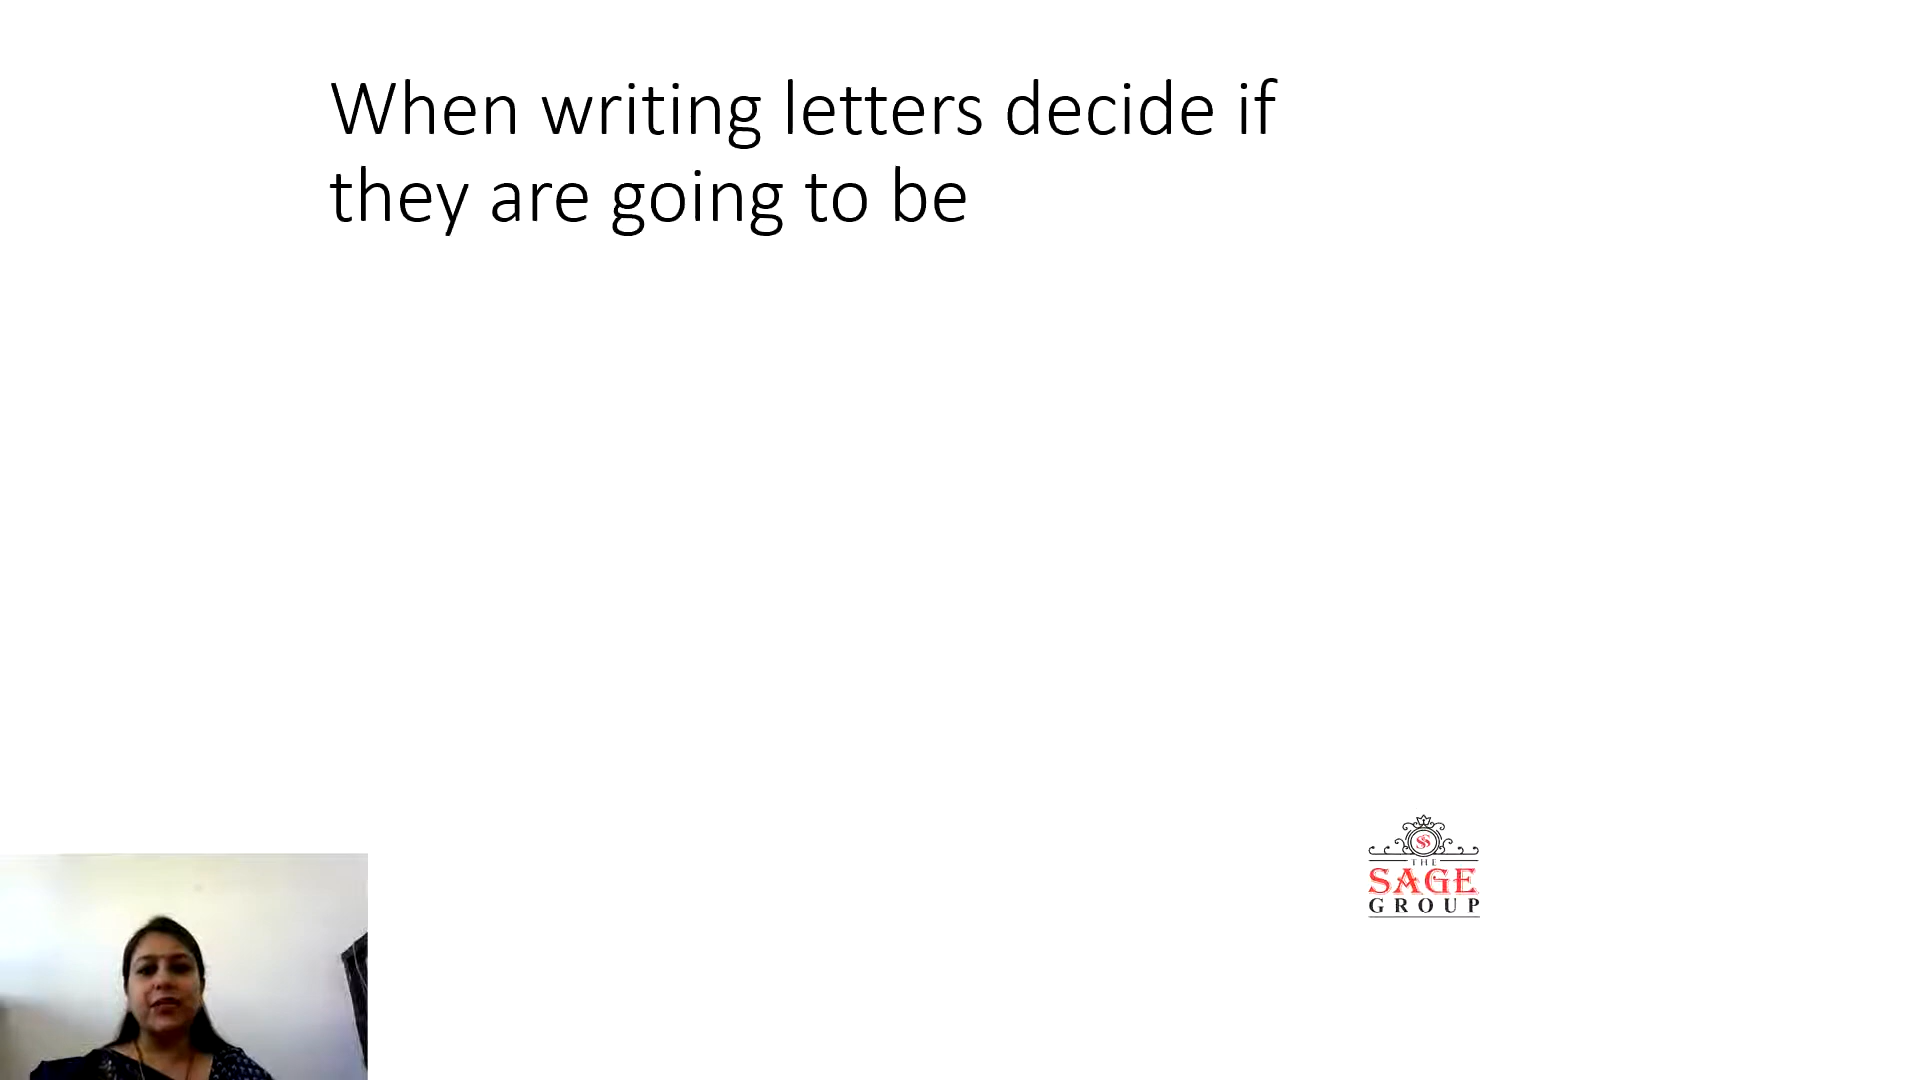 When writing letters decide if
they are going to be
THE
SAGE
GROUP